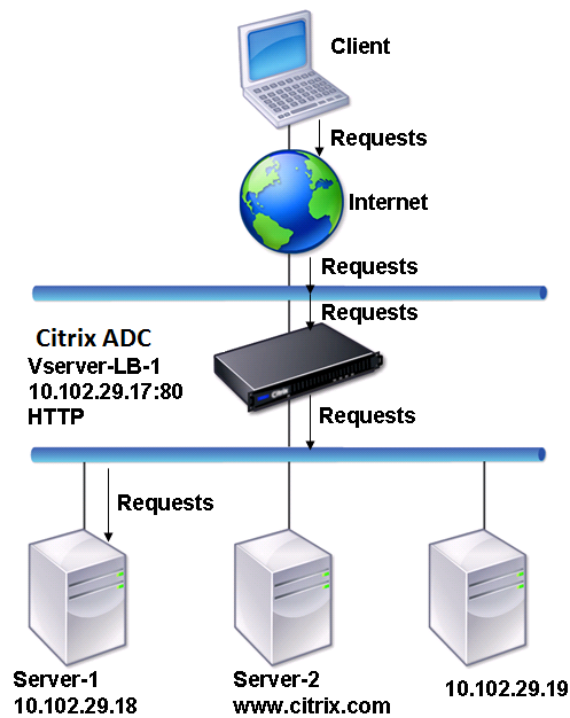 Client
Requests
Internet
Requests
Requests
Citrix ADC
Vserver-LB-1
10.102.29.17:80
HTTP
Citrix
Requests
Requests
Server-1
10.102.29.18
Server-2
www.citrix.com
10.102.29.19